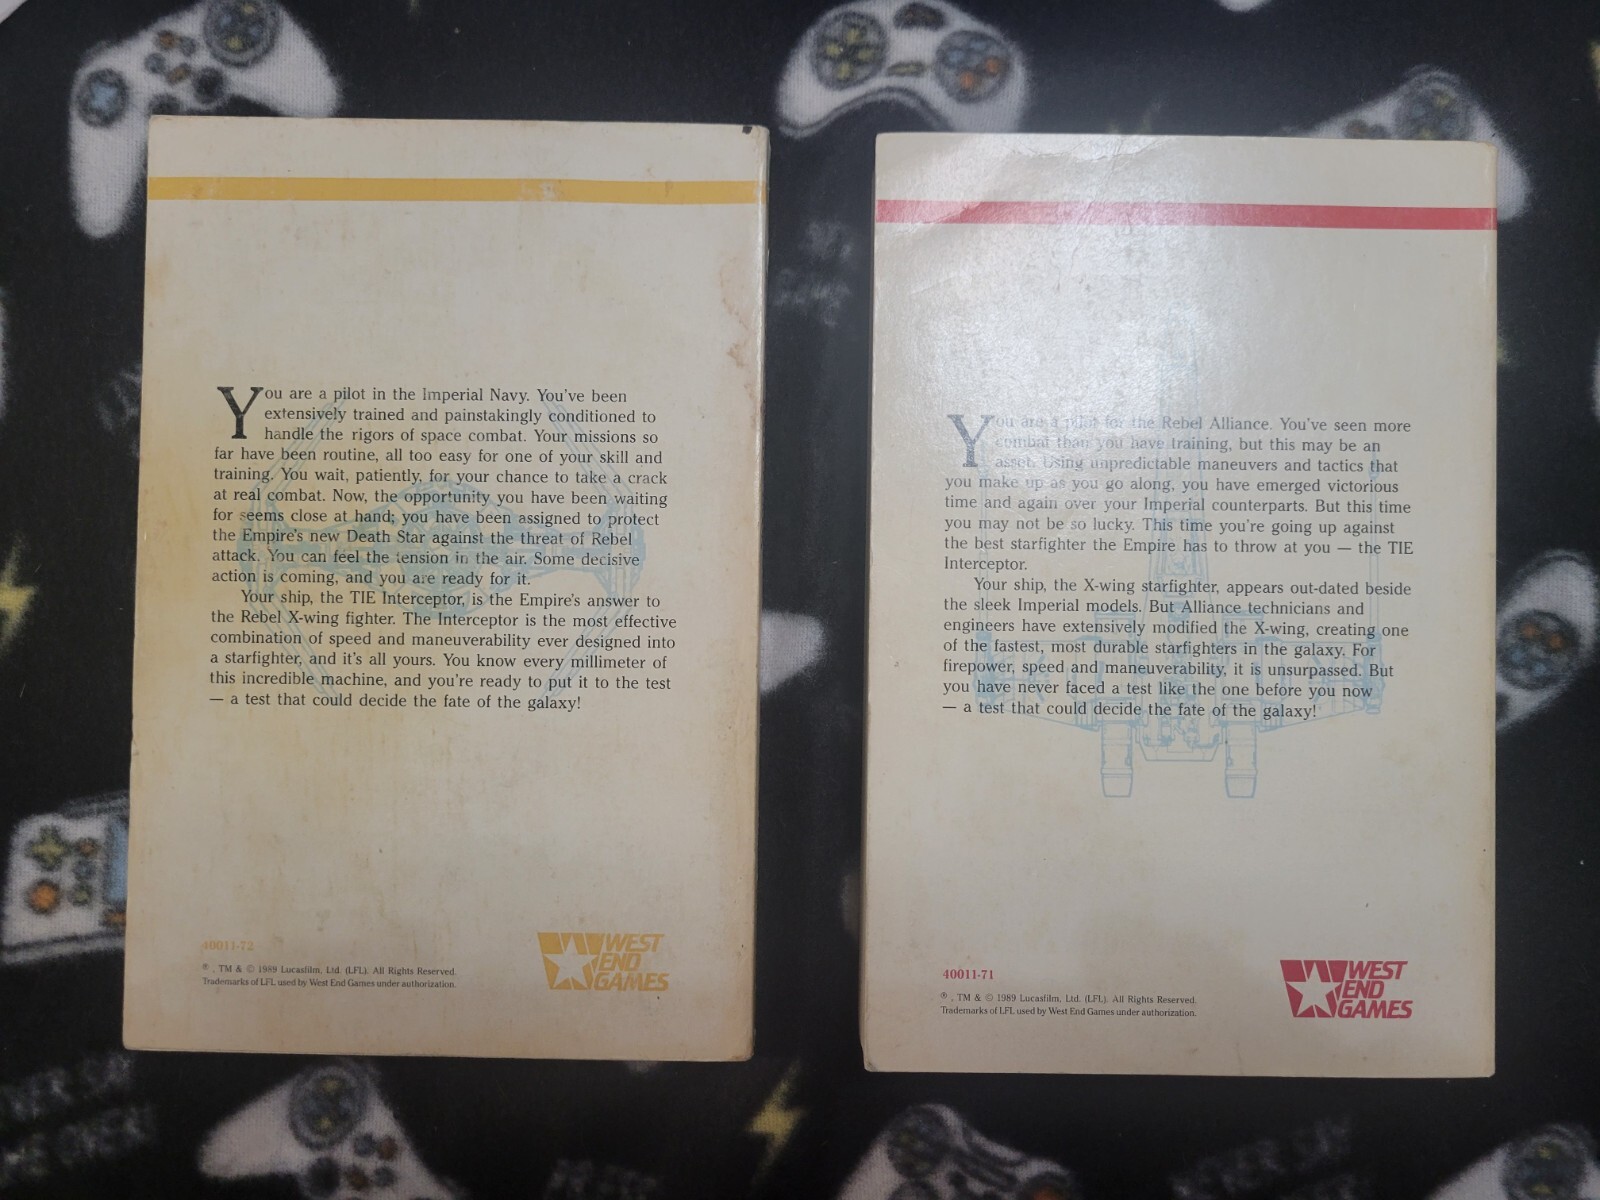 You are a pilot in the Imperial Navy. You've been
extensively trained and painstakingly conditioned to
handle the rigors of space combat. Your missions so
far have been routine, all too easy for one of your skill and
training. You wait, patiently, for your chance to take a crack
at real combat. Now, the opportunity you have been waiting
for seems close at hand; you have been assigned to protect
the Empire's new Death Star against the threat of Rebel
attack. You can feel the tension in the air. Some decisive
action is coming, and you are ready for it.
Your ship, the TIE Interceptor, is the Empire's answer to
the Rebel X-wing fighter. The Interceptor is the most effective
combination of speed and maneuverability ever designed into
a starfighter, and it's all yours. You know every millimeter of
this incredible machine, and you're ready to put it to the test
— a test that could decide the fate of the galaxy!
40011-72
®, TM & © 1989 Lucasfilm, Ltd. (LFL). All Rights Reserved.
Trademarks of LFL used by West End Games under authorization.
WEST
END
GAMES
You are a pilot for the Rebel Alliance. You've seen more
combat than you have training, but this may be an
asset. Using unpredictable maneuvers and tactics that
you make up as you go along, you have emerged victorious
time and again over your Imperial counterparts. But this time
you may not be so lucky. This time you're going up against
the best starfighter the Empire has to throw at you — the TIE
Interceptor.
Your ship, the X-wing starfighter, appears out-dated beside
the sleek Imperial models. But Alliance technicians and
engineers have extensively modified the X-wing, creating one
of the fastest, most durable starfighters in the galaxy. For
firepower, speed and maneuverability, it is unsurpassed. But
you have never faced a test like the one before you now
— a test that could decide the fate of the galaxy!
40011-71
®, TM & © 1989 Lucasfilm, Ltd. (LFL). All Rights Reserved.
Trademarks of LFL used by West End Games under authorization.
WEST
END
GAMES